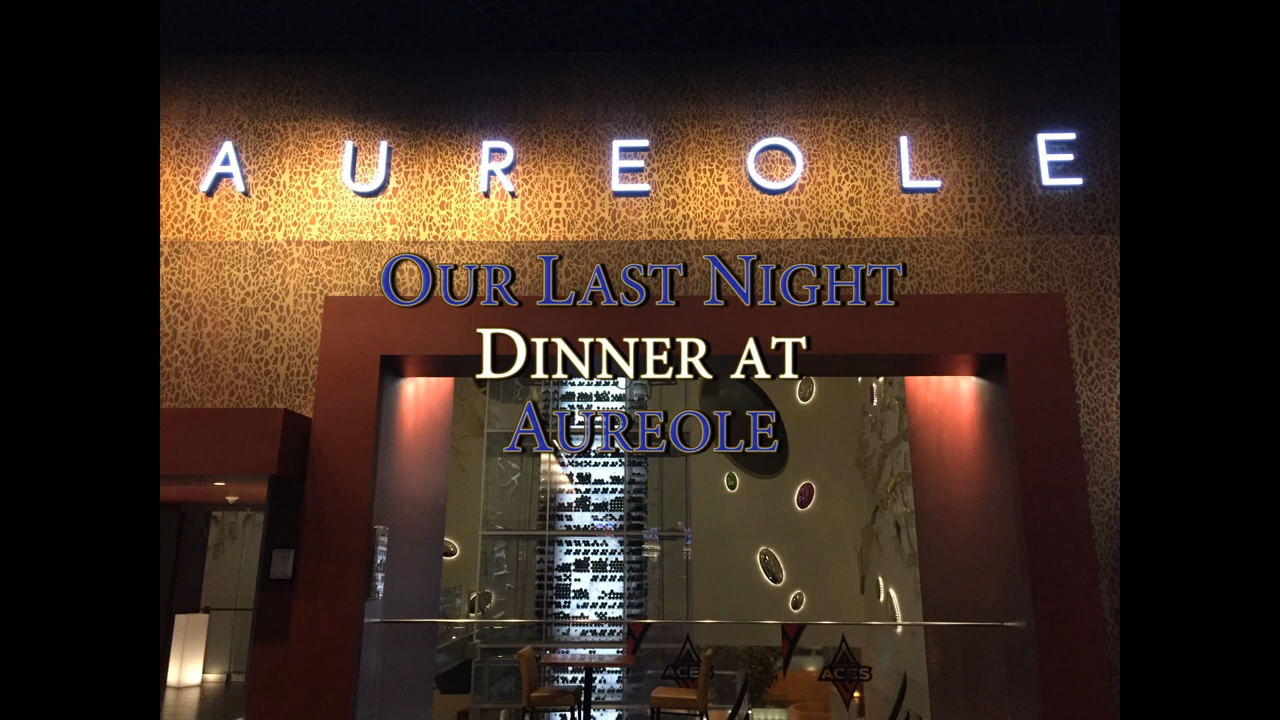 AUREOLE
OUR LAST NIGHT
DINNER AT
AUREOLE
ACES
ACES